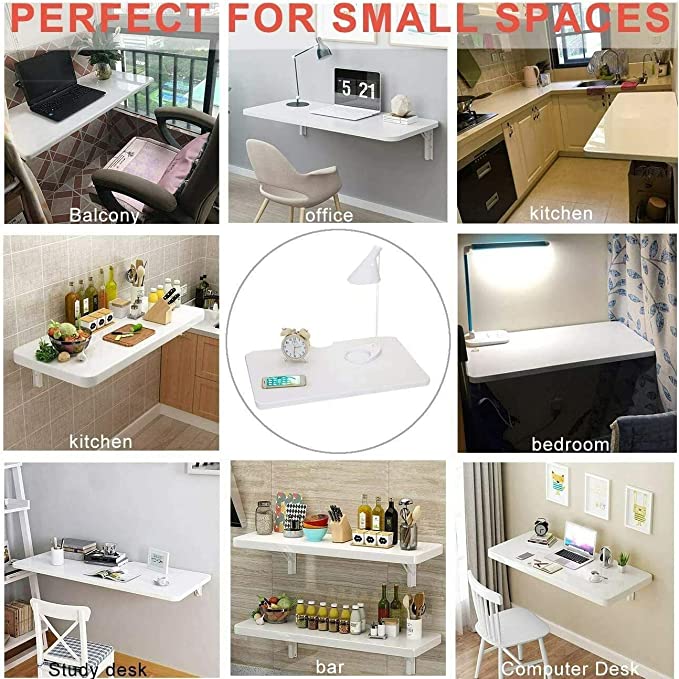 PERFECT FOR SMALL SPACES
5 21
Balcony
office
kitchen
kitchen
bedroom
Study desk
bar
Computer Desk